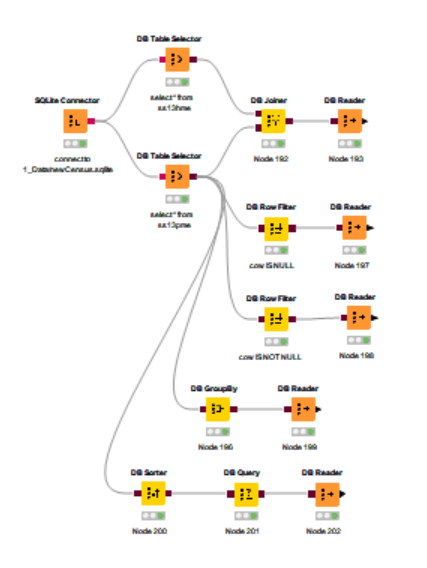 DB Table Selector
select * from
ss13hme
SQLite Connector
connect to
1_Data/newCensus.sqlite
DB Joiner
Node 192
DB Reader
Node 193
DB Table Selector
select * from
ss13pme
DB Row Filter
cow IS NULL
DB Reader
Node 197
DB Row Filter
cow IS NOT NULL
DB Reader
Node 198
DB GroupBy
Node 196
DB Reader
Node 199
DB Sorter
Node 200
DB Query
Node 201
DB Reader
Node 202